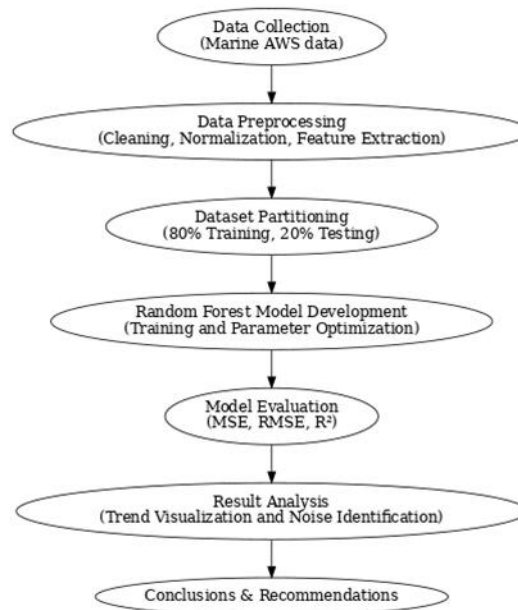 Data Collection
(Marine AWS data)
Data Preprocessing
(Cleaning, Normalization, Feature Extraction)
Dataset Partitioning
(80% Training, 20% Testing)
Random Forest Model Development
(Training and Parameter Optimization)
Model Evaluation
(MSE, RMSE, R²)
Result Analysis
(Trend Visualization and Noise Identification)
Conclusions & Recommendations